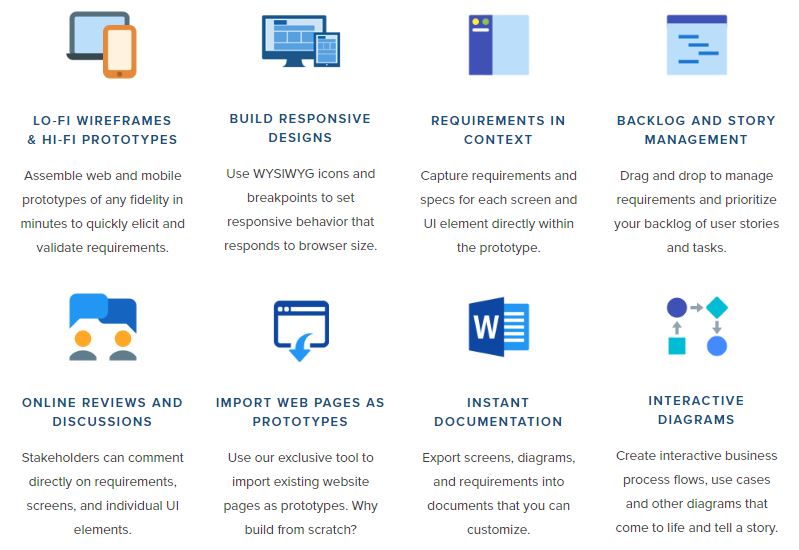 LO-FI WIREFRAMES
& HI-FI PROTOTYPES
Assemble web and mobile
prototypes of any fidelity in
minutes to quickly elicit and
validate requirements.
BUILD RESPONSIVE
DESIGNS
Use WYSIWYG icons and
breakpoints to set
responsive behavior that
responds to browser size.
REQUIREMENTS IN
CONTEXT
Capture requirements and
specs for each screen and
UI element directly within
the prototype.
BACKLOG AND STORY
MANAGEMENT
Drag and drop to manage
requirements and prioritize
your backlog of user stories
and tasks.
ONLINE REVIEWS AND
DISCUSSIONS
Stakeholders can comment
directly on requirements,
screens, and individual UI
elements.
IMPORT WEB PAGES AS
PROTOTYPES
Use our exclusive tool to
import existing website
pages as prototypes. Why
build from scratch?
W
INSTANT
DOCUMENTATION
Export screens, diagrams,
and requirements into
documents that you can
customize.
INTERACTIVE
DIAGRAMS
Create interactive business
process flows, use cases
and other diagrams that
come to life and tell a story.